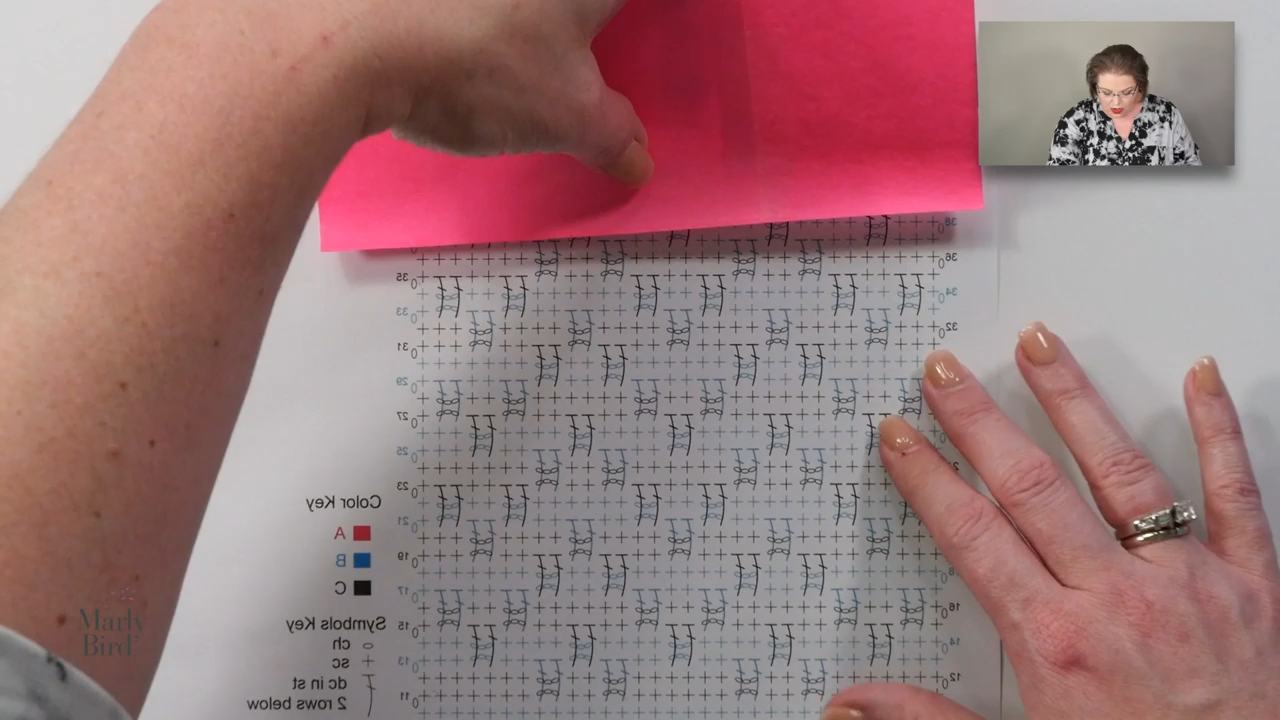 38
36
35
34
33
32
31
29
27
25
23
21
19
17
16
15
14
13
12
11
Color Key
A
B
C
Symbols Key
ch
sc
dc in st
2 rows below
Marly
Bird